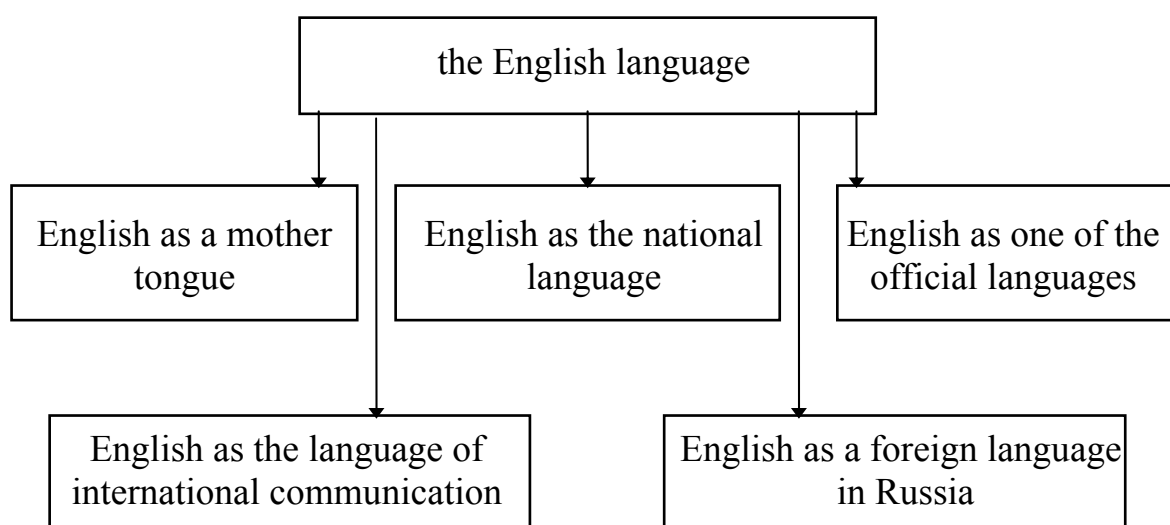 the English language
English as a mother
tongue
English as the national
language
English as one of the
official languages
English as the language of
international communication
English as a foreign language
in Russia